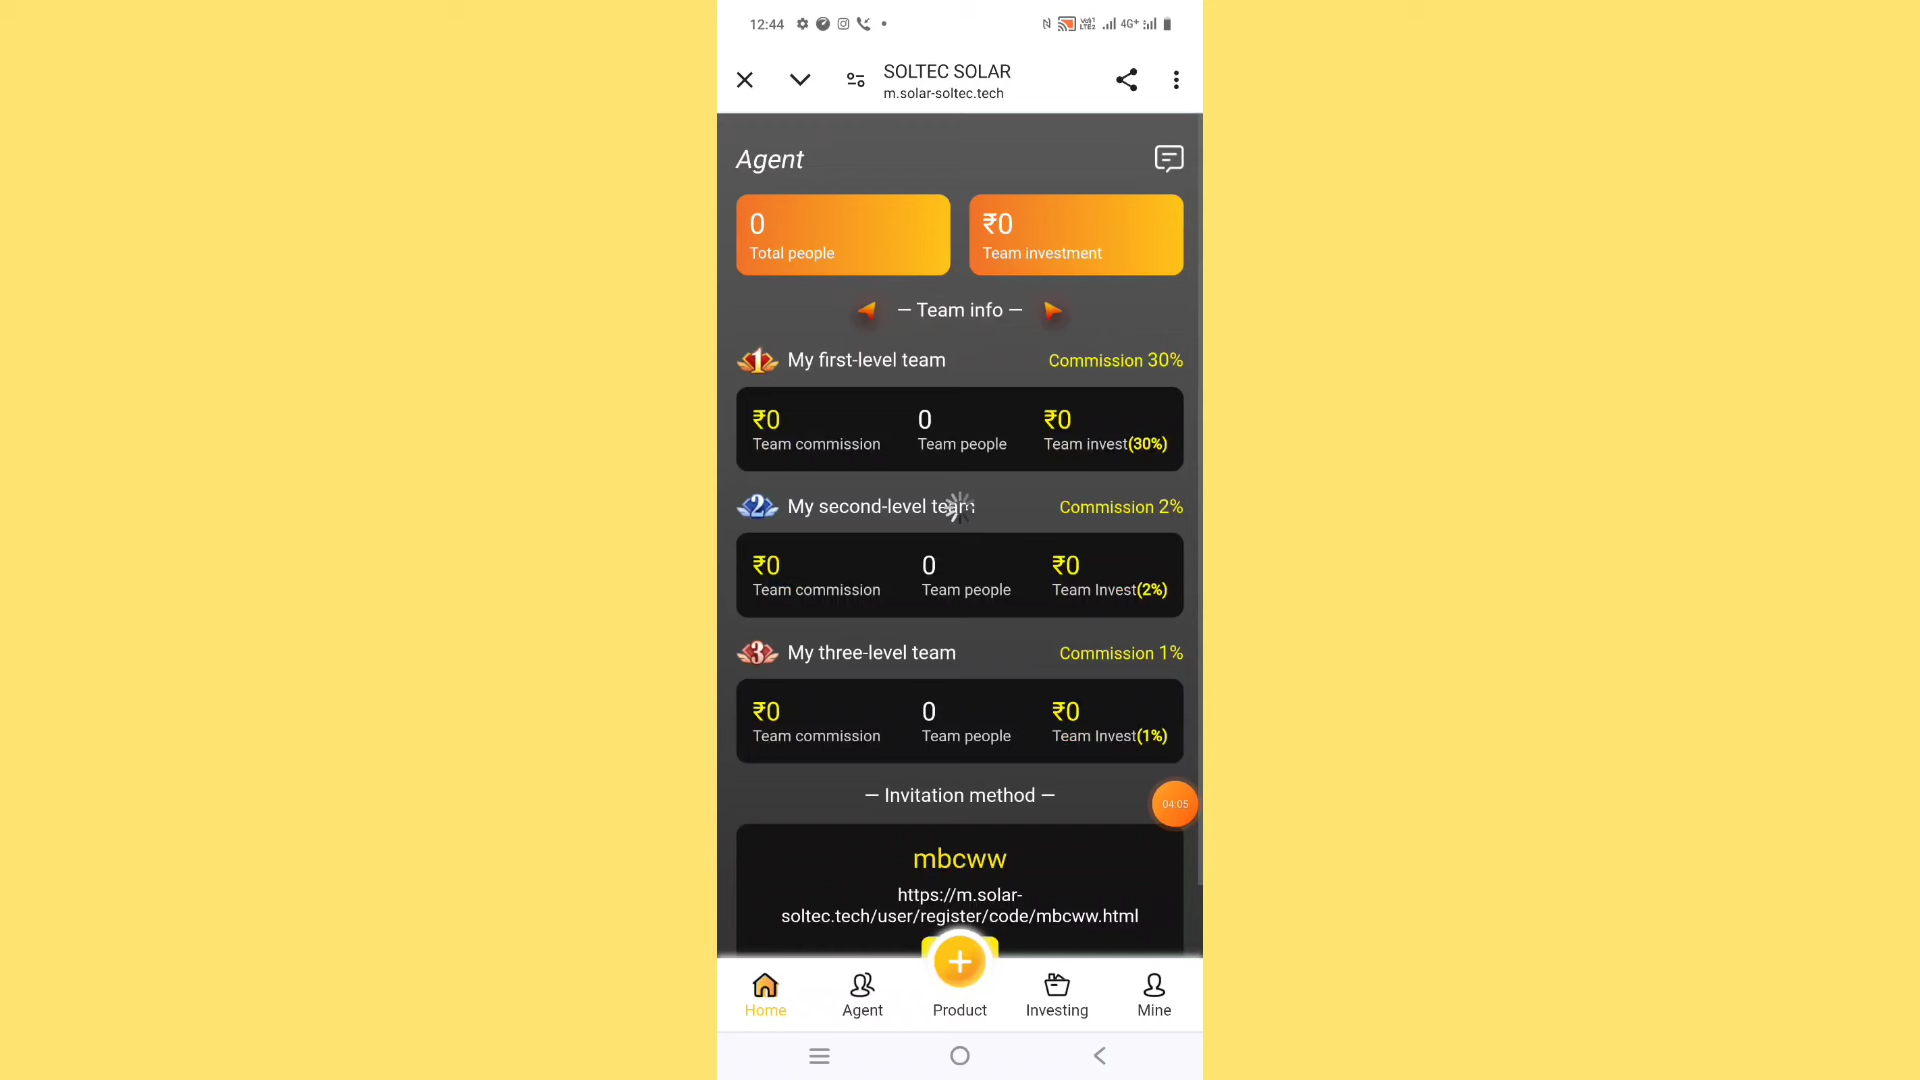 12:44
4G+
SOLTEC SOLAR
m.solar-soltec.tech
Agent
0
Total people
₹0
Team investment
— Team info —
1 My first-level team Commission 30%
₹0 0 ₹0
Team commission Team people Team invest(30%)
2 My second-level team Commission 2%
₹0 0 ₹0
Team commission Team people Team Invest(2%)
3 My three-level team Commission 1%
₹0 0 ₹0
Team commission Team people Team Invest(1%)
— Invitation method —
04:05
mbcww
https://m.solar-
soltec.tech/user/register/code/mbcww.html
Home Agent Product Investing Mine